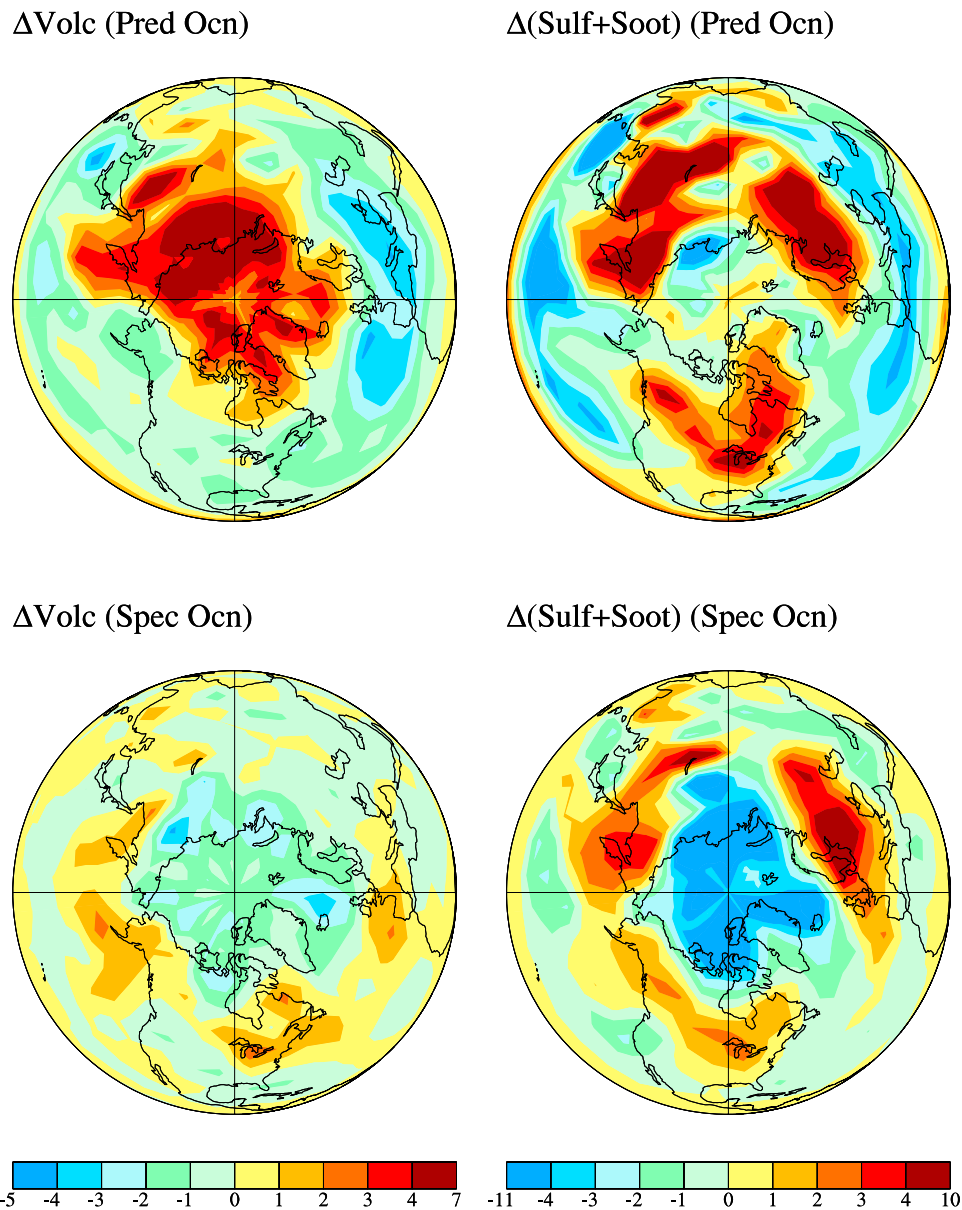 ΔVolc (Pred Ocn)
Δ(Sulf+Soot) (Pred Ocn)
ΔVolc (Spec Ocn)
Δ(Sulf+Soot) (Spec Ocn)
-5 -4 -3 -2 -1 0 1 2 3 4 7
-11 -4 -3 -2 -1 0 1 2 3 4 10